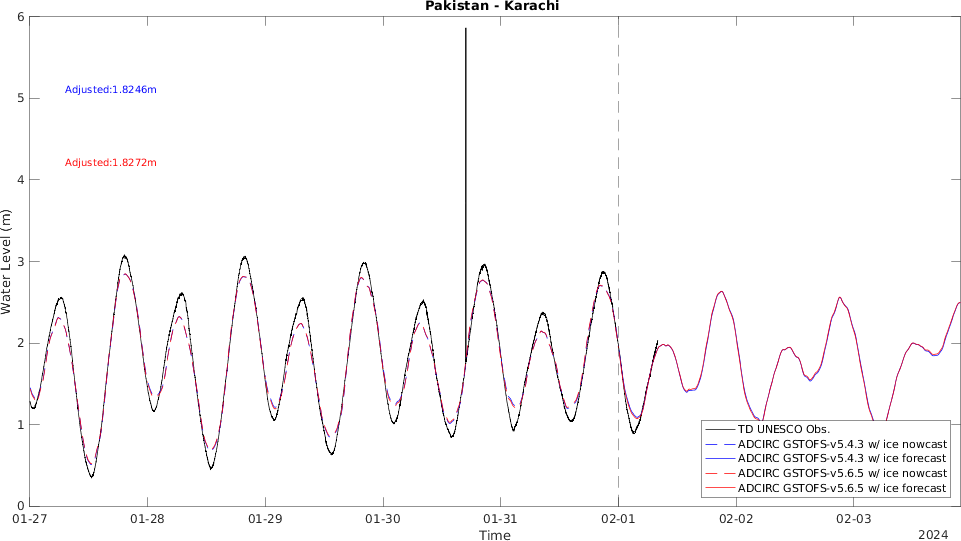 Pakistan - Karachi
6
5
4
3
2
1
0
Water Level (m)
Adjusted:1.8246m
Adjusted:1.8272m
TD UNESCO Obs.
ADCIRC GSTOFS-v5.4.3 w/ ice nowcast
ADCIRC GSTOFS-v5.4.3 w/ ice forecast
ADCIRC GSTOFS-v5.6.5 w/ ice nowcast
ADCIRC GSTOFS-v5.6.5 w/ ice forecast
01-27 01-28 01-29 01-30 01-31 02-01 02-02 02-03
Time
2024